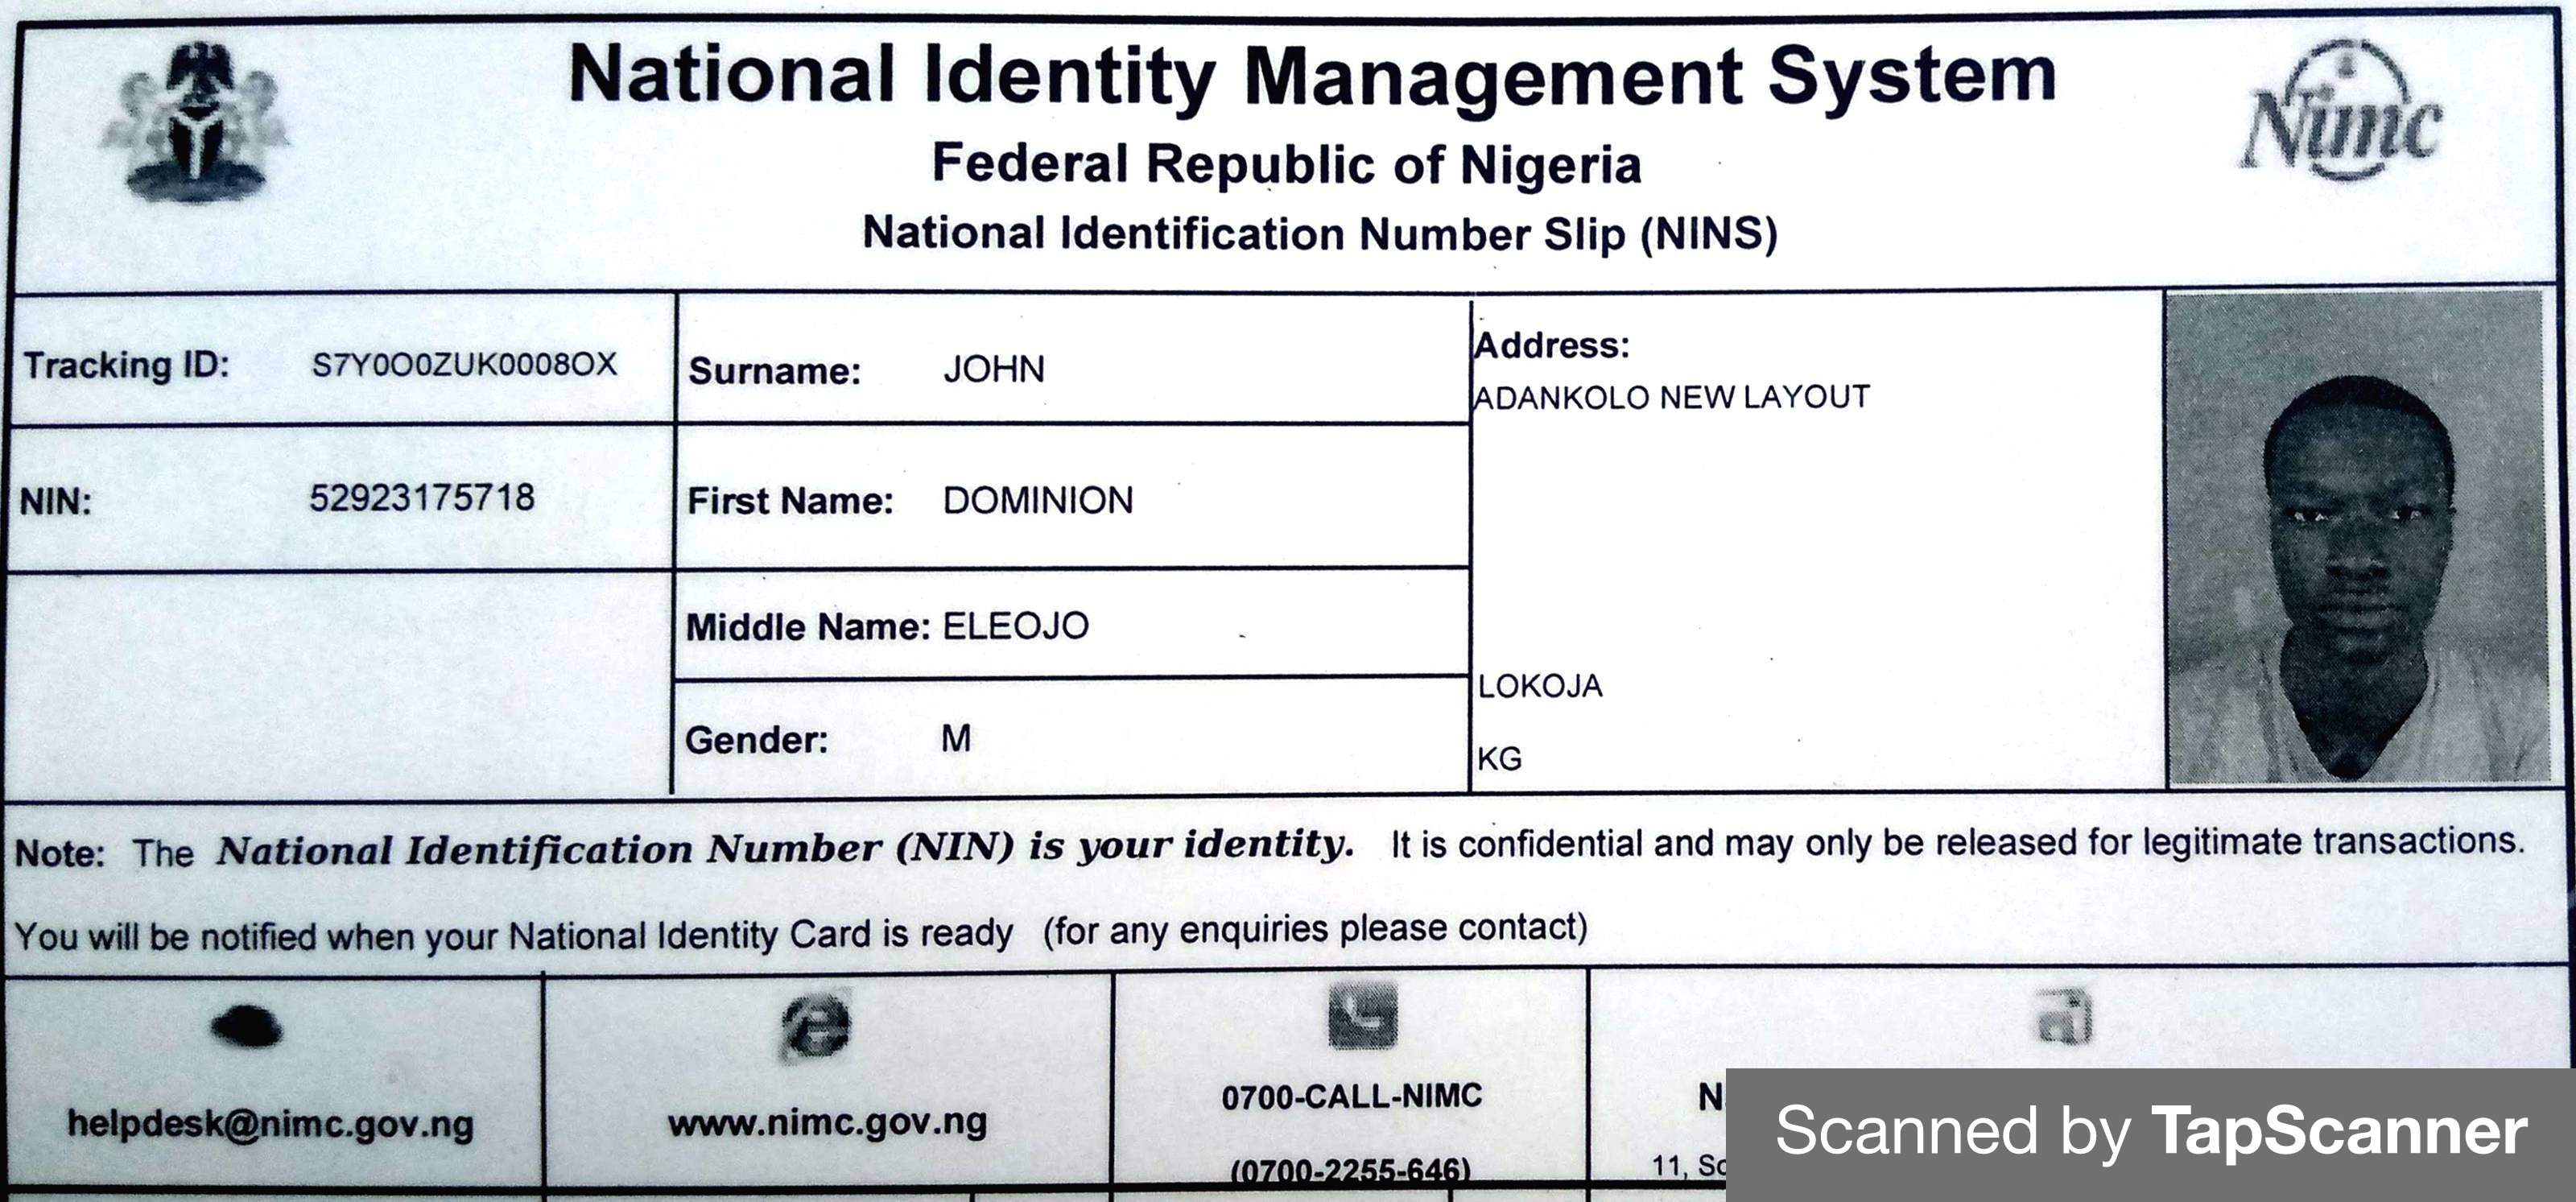 National Identity Management System
Federal Republic of Nigeria
National Identification Number Slip (NINS)
Nimc
Tracking ID: S7Y0O0ZUK0008OX
NIN: 52923175718
Surname: JOHN
First Name: DOMINION
Middle Name: ELEOJO
Gender: M
Address:
ADANKOLO NEW LAYOUT
LOKOJA
KG
Note: The National Identification Number (NIN) is your identity. It is confidential and may only be released for legitimate transactions.
You will be notified when your National Identity Card is ready (for any enquiries please contact)
helpdesk@nimc.gov.ng
www.nimc.gov.ng
0700-CALL-NIMC
(0700-2255-646)
11,
Scanned by TapScanner